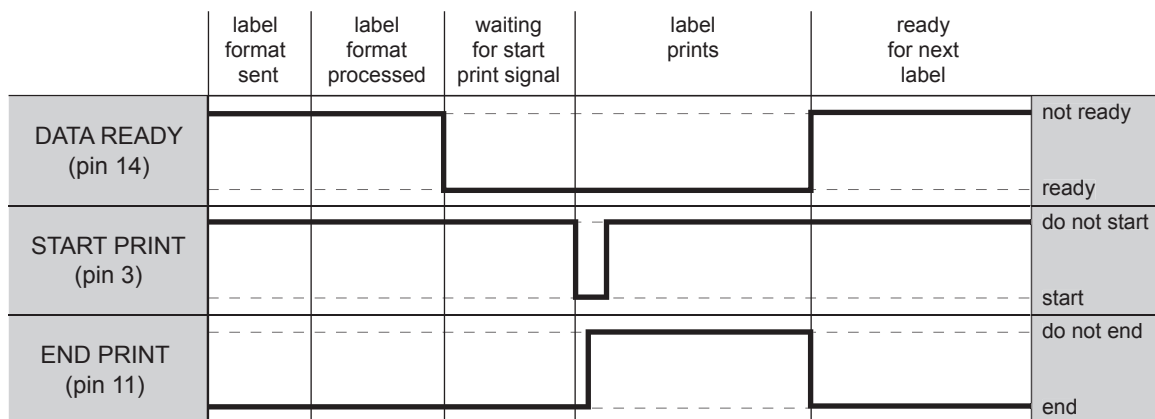 label
format
sent
label
format
processed
waiting
for start
print signal
label
prints
ready
for next
label
DATA READY
(pin 14)
not ready
ready
START PRINT
(pin 3)
do not start
start
END PRINT
(pin 11)
do not end
end